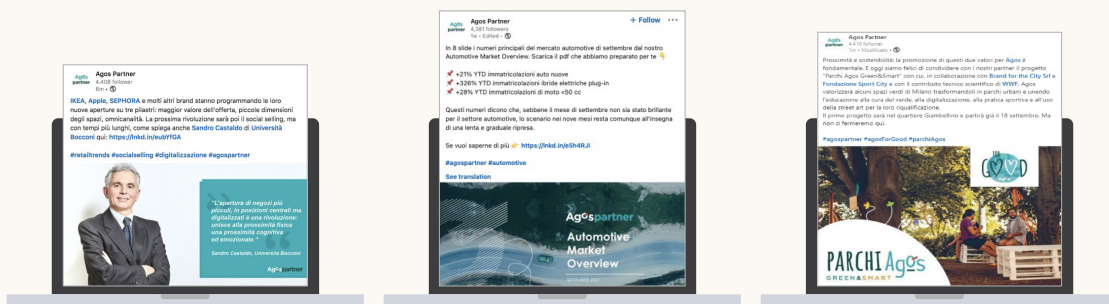 Agos Partner
4,408 follower
6m •
IKEA, Apple, SEPHORA e molti altri brand stanno programmando le loro
nuove aperture su tre pilastri: maggior valore dell'offerta, piccole dimensioni
degli spazi, omnicanalità. La prossima rivoluzione sarà poi il social selling, ma
con tempi più lunghi, come spiega anche Sandro Castaldo di Università
Bocconi qui: https://lnkd.in/eubYfGA
#retailtrends #socialselling #digitalizzazione #agospartner
"L'apertura di negozi più
piccoli, in posizioni centrali ma
digitalizzati è una rivoluzione:
unisce alla prossimità fisica
una prossimità cognitiva
ed emozionale."
Sandro Castaldo, Università Bocconi
Agospartner
Agos partner
Agos Partner
4,381 followers
1w • Edited •
+ Follow
In 8 slide i numeri principali del mercato automotive di settembre dal nostro
Automotive Market Overview. Scarica il pdf che abbiamo preparato per te 👇
📌 +21% YTD immatricolazioni auto nuove
📌 +326% YTD immatricolazioni ibride elettriche plug-in
📌 +28% YTD immatricolazioni di moto <50 cc
Questi numeri dicono che, sebbene il mese di settembre non sia stato brillante
per il settore automotive, lo scenario nei nove mesi resta comunque all'insegna
di una lenta e graduale ripresa.
Se vuoi saperne di più 👉 https://lnkd.in/e5h4RJi
#agospartner #automotive
See translation
Agospartner
Automotive
Market
Overview
Agos partner
Agos Partner
4.419 follower
1m • Modificato •
Prossimità e sostenibilità: la promozione di questi due valori per Agos è
fondamentale. E oggi siamo felici di condividere con i nostri partner il progetto
"Parchi Agos Green&Smart" con cui, in collaborazione con Brand for the City Srl e
Fondazione Sport City e con il contributo tecnico scientifico di WWF, Agos
valorizzerà alcuni spazi verdi di Milano trasformandoli in parchi urbani e unendo
l'educazione alla cura del verde, alla digitalizzazione, alla pratica sportiva e all'uso
della street art per la loro riqualificazione.
Il primo progetto sarà nel quartiere Giambellino e partirà già il 18 settembre. Ma
non ci fermeremo qui.
#agospartner #agosForGood #parchiAgos
FOR
GOOD
PARCHI Agos
GREEN&SMART